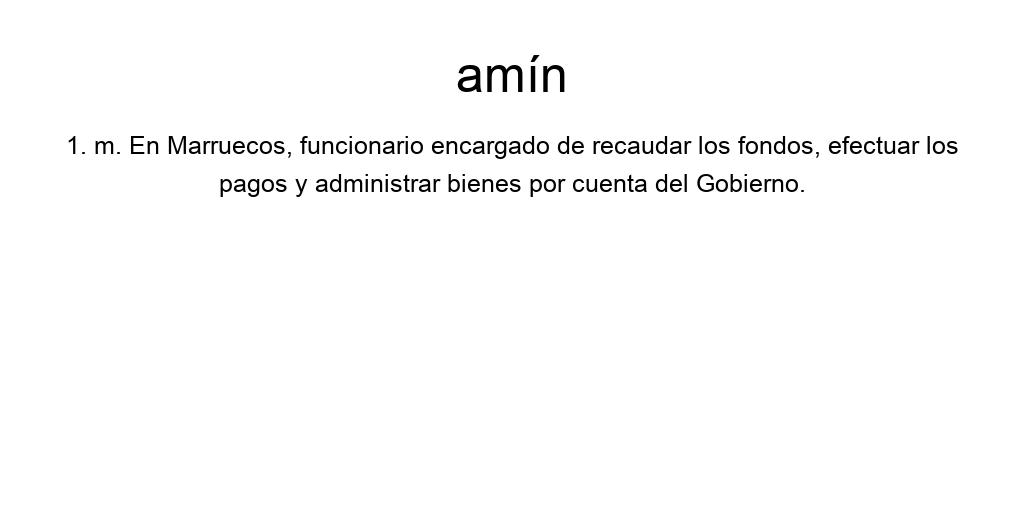 amín
1. m. En Marruecos, funcionario encargado de recaudar los fondos, efectuar los
pagos y administrar bienes por cuenta del Gobierno.